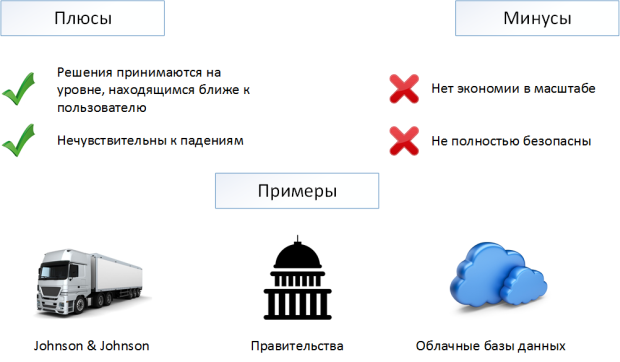 Плюсы
Минусы
Решения принимаются на
уровне, находящимся ближе к
пользователю
Нечувствительны к падениям
Нет экономии в масштабе
Не полностью безопасны
Примеры
Johnson & Johnson
Правительства
Облачные базы данных